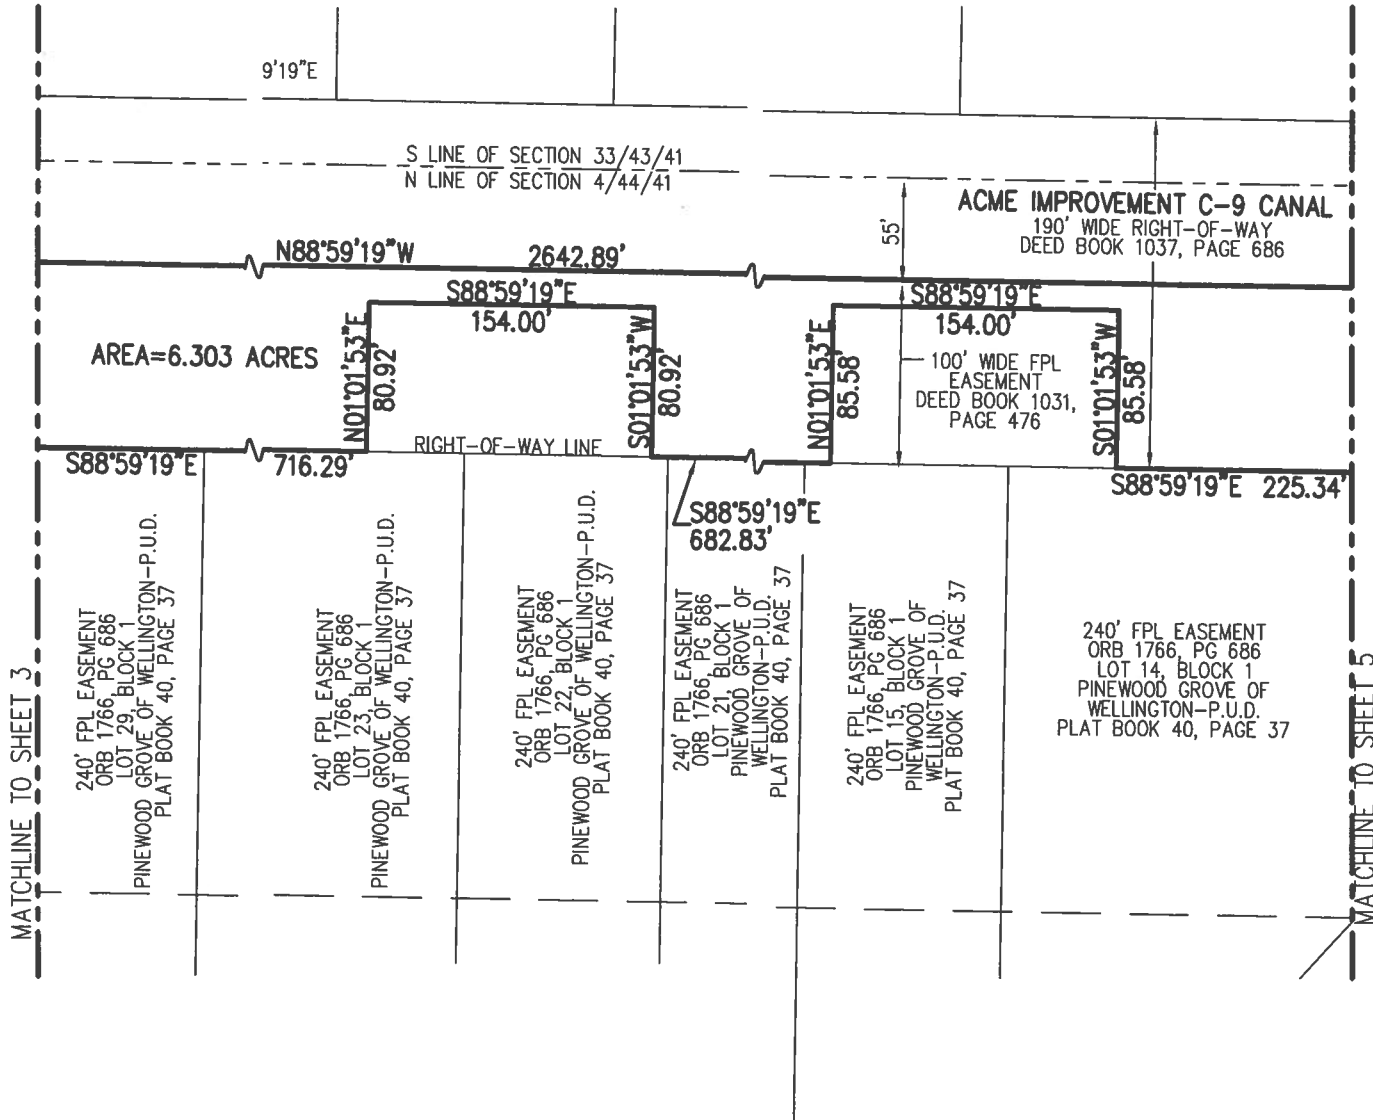 9'19"E
S LINE OF SECTION 33/43/41
N LINE OF SECTION 4/44/41
ACME IMPROVEMENT C-9 CANAL
190' WIDE RIGHT-OF-WAY
DEED BOOK 1037, PAGE 686
55'
N88°59'19"W 2642.89'
S88°59'19"E
154.00'
S88°59'19"E
154.00'
AREA=6.303 ACRES
N01°01'53"E
80.92'
S01°01'53"W
80.92'
N01°01'53"E
85.58'
100' WIDE FPL
EASEMENT
DEED BOOK 1031,
PAGE 476
S01°01'53"W
85.58'
RIGHT-OF-WAY LINE
S88°59'19"E 716.29'
S88°59'19"E
682.83'
S88°59'19"E 225.34'
240' FPL EASEMENT
ORB 1766, PG 686
LOT 29, BLOCK 1
PINEWOOD GROVE OF WELLINGTON-P.U.D.
PLAT BOOK 40, PAGE 37
240' FPL EASEMENT
ORB 1766, PG 686
LOT 23, BLOCK 1
PINEWOOD GROVE OF WELLINGTON-P.U.D.
PLAT BOOK 40, PAGE 37
240' FPL EASEMENT
ORB 1766, PG 686
LOT 22, BLOCK 1
PINEWOOD GROVE OF WELLINGTON-P.U.D.
PLAT BOOK 40, PAGE 37
240' FPL EASEMENT
ORB 1766, PG 686
LOT 21, BLOCK 1
PINEWOOD GROVE OF
WELLINGTON-P.U.D.
PLAT BOOK 40, PAGE 37
240' FPL EASEMENT
ORB 1766, PG 686
LOT 15, BLOCK 1
PINEWOOD GROVE OF
WELLINGTON-P.U.D.
PLAT BOOK 40, PAGE 37
240' FPL EASEMENT
ORB 1766, PG 686
LOT 14, BLOCK 1
PINEWOOD GROVE OF
WELLINGTON-P.U.D.
PLAT BOOK 40, PAGE 37
MATCHLINE TO SHEET 3
MATCHLINE TO SHEET 5